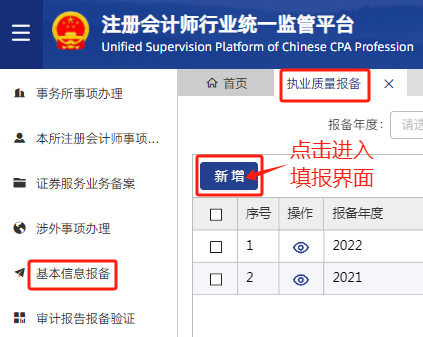 注册会计师行业统一监管平台
Unified Supervision Platform of Chinese CPA Profession
事务所事项办理
本所注册会计师事项...
证券服务业务备案
涉外事项办理
基本信息报备
审计报告报备验证
首页 执业质量报备
报备年度： 请选
新增
点击进入
填报界面
序号 操作 报备年度
1 2022
2 2021